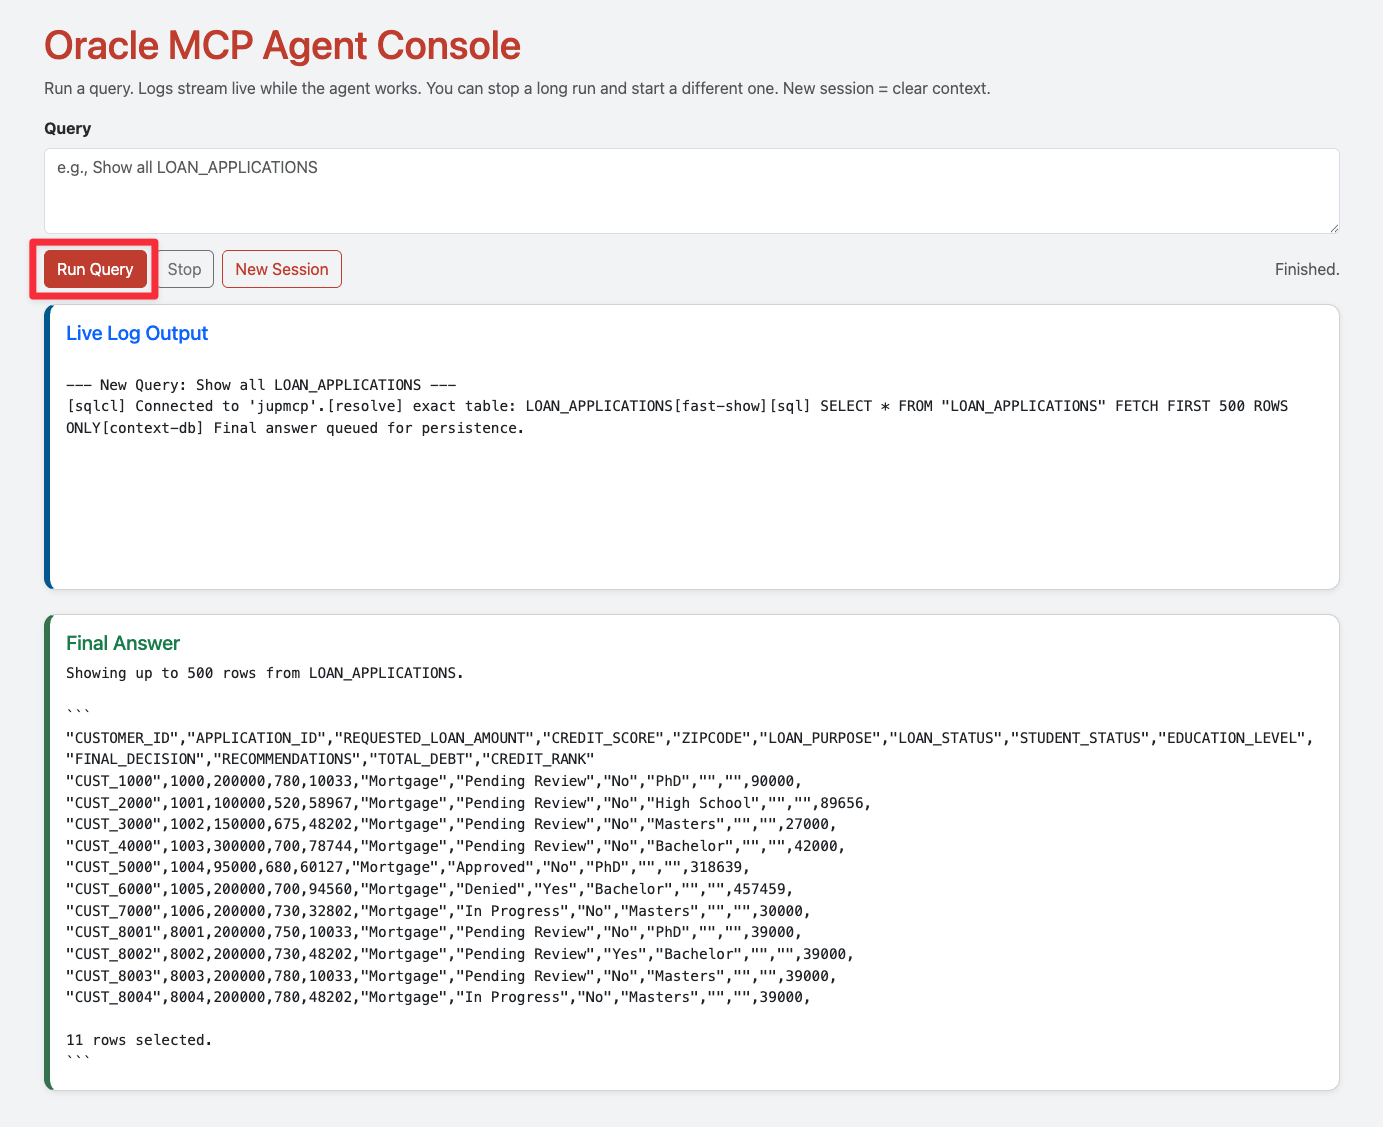 Oracle MCP Agent Console
Run a query. Logs stream live while the agent works. You can stop a long run and start a different one. New session = clear context.
Query
e.g., Show all LOAN_APPLICATIONS
Run Query Stop New Session Finished.
Live Log Output
--- New Query: Show all LOAN_APPLICATIONS ---
[sqlcl] Connected to 'jupmcp'.[resolve] exact table: LOAN_APPLICATIONS[fast-show][sql] SELECT * FROM "LOAN_APPLICATIONS" FETCH FIRST 500 ROWS
ONLY[context-db] Final answer queued for persistence.
Final Answer
Showing up to 500 rows from LOAN_APPLICATIONS.
```
"CUSTOMER_ID","APPLICATION_ID","REQUESTED_LOAN_AMOUNT","CREDIT_SCORE","ZIPCODE","LOAN_PURPOSE","LOAN_STATUS","STUDENT_STATUS","EDUCATION_LEVEL",
"FINAL_DECISION","RECOMMENDATIONS","TOTAL_DEBT","CREDIT_RANK"
"CUST_1000",1000,200000,780,10033,"Mortgage","Pending Review","No","PhD","","",90000,
"CUST_2000",1001,100000,520,58967,"Mortgage","Pending Review","No","High School","","",89656,
"CUST_3000",1002,150000,675,48202,"Mortgage","Pending Review","No","Masters","","",27000,
"CUST_4000",1003,300000,700,78744,"Mortgage","Pending Review","No","Bachelor","","",42000,
"CUST_5000",1004,95000,680,60127,"Mortgage","Approved","No","PhD","","",318639,
"CUST_6000",1005,200000,700,94560,"Mortgage","Denied","Yes","Bachelor","","",457459,
"CUST_7000",1006,200000,730,32802,"Mortgage","In Progress","No","Masters","","",30000,
"CUST_8001",8001,200000,750,10033,"Mortgage","Pending Review","No","PhD","","",39000,
"CUST_8002",8002,200000,730,48202,"Mortgage","Pending Review","Yes","Bachelor","","",39000,
"CUST_8003",8003,200000,780,10033,"Mortgage","Pending Review","No","Masters","","",39000,
"CUST_8004",8004,200000,780,48202,"Mortgage","In Progress","No","Masters","","",39000,
11 rows selected.
```